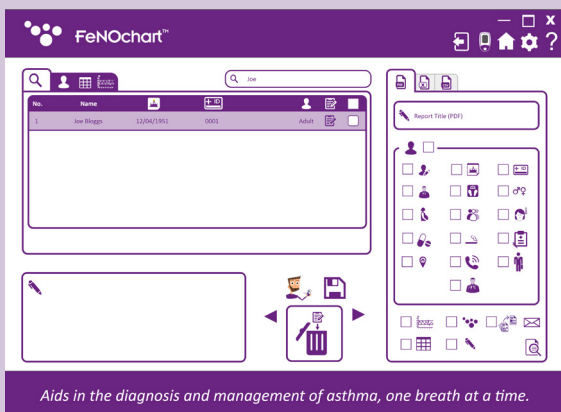 FeNOchart™
Joe
No. Name + ID
1 Joe Bloggs 12/04/1951 0001 Adult
Report Title (PDF)
Aids in the diagnosis and management of asthma, one breath at a time.